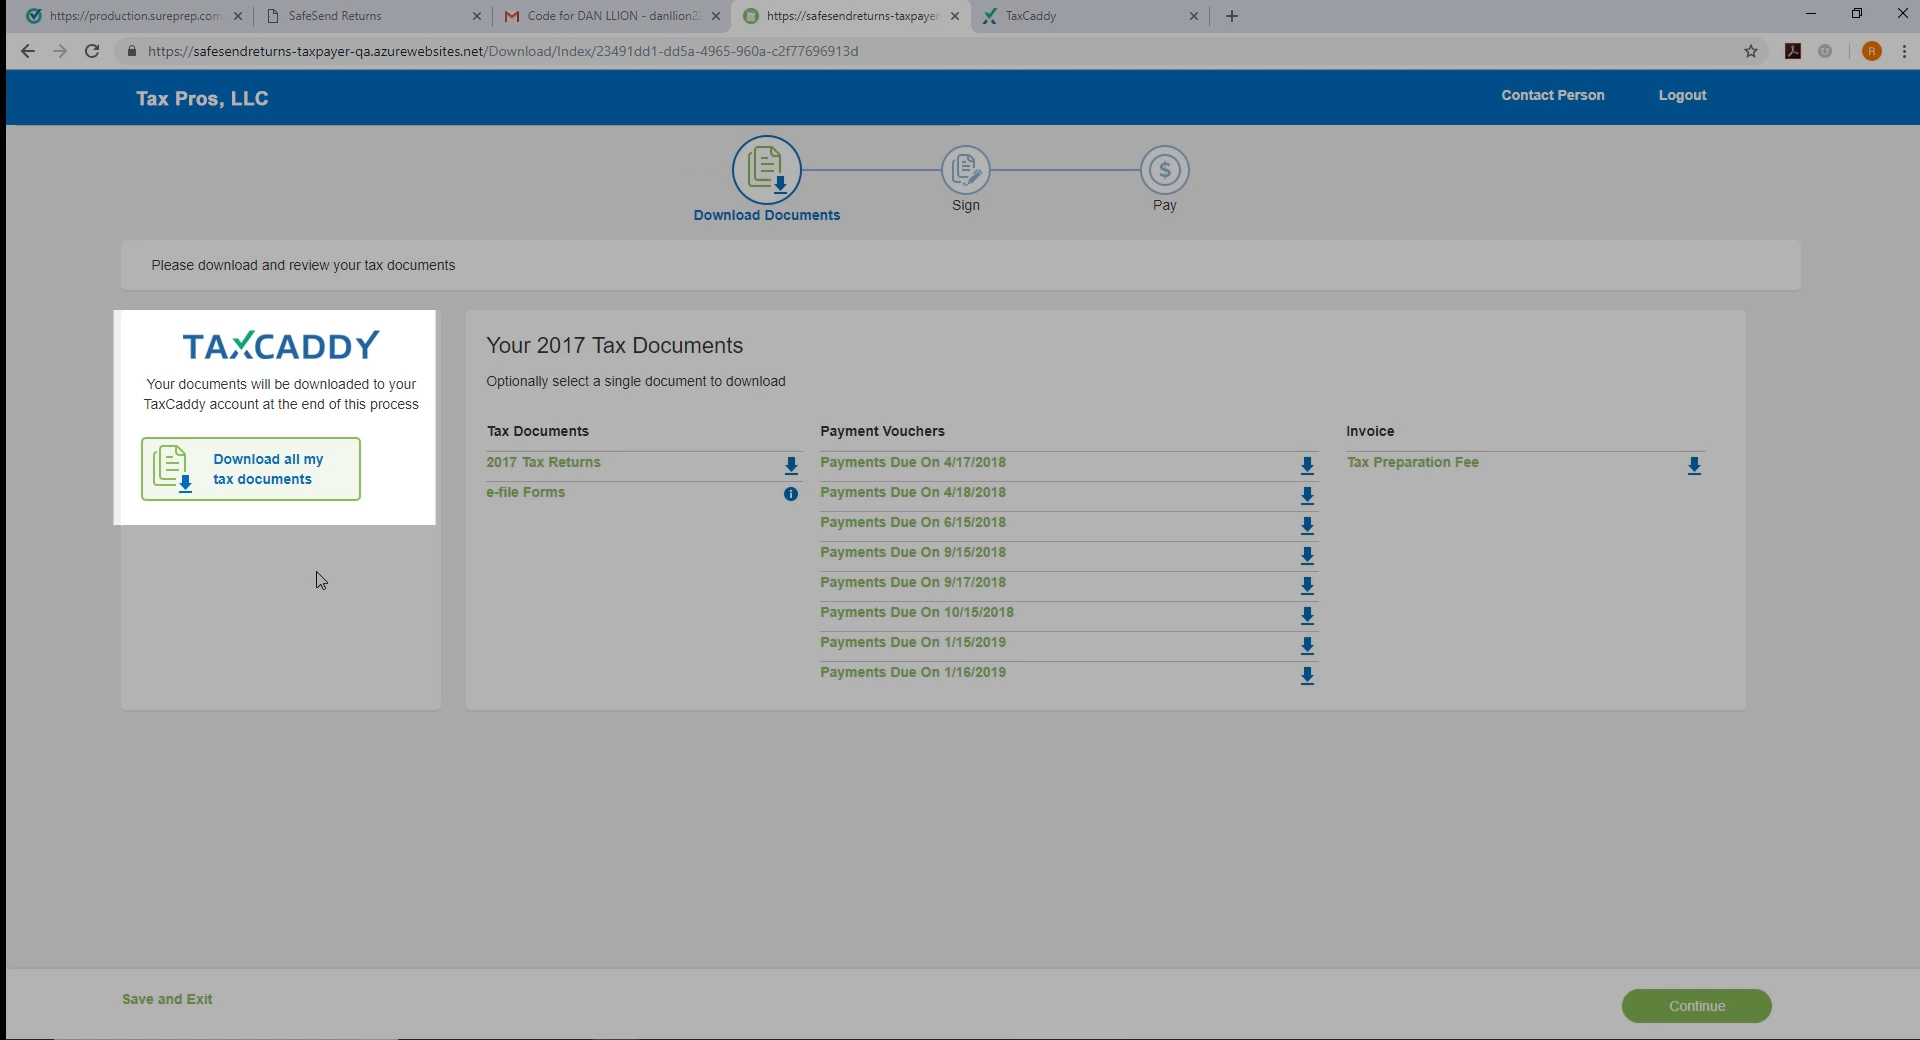 https://production.sureprep.com
SafeSend Returns
Code for DAN LLION - danllion2
https://safesendreturns-taxpayer
TaxCaddy
https://safesendreturns-taxpayer-qa.azurewebsites.net/Download/Index/23491dd1-dd5a-4965-960a-c2f77696913d
R
Tax Pros, LLC
Contact Person
Logout
Download Documents
$
Sign
Pay
Please download and review your tax documents
TAXCADDY
Your documents will be downloaded to your
TaxCaddy account at the end of this process
Download all my
tax documents
Your 2017 Tax Documents
Optionally select a single document to download
Tax Documents
2017 Tax Returns
e-file Forms
i
Payment Vouchers
Payments Due On 4/17/2018
Payments Due On 4/18/2018
Payments Due On 6/15/2018
Payments Due On 9/15/2018
Payments Due On 9/17/2018
Payments Due On 10/15/2018
Payments Due On 1/15/2019
Payments Due On 1/16/2019
Invoice
Tax Preparation Fee
Save and Exit
Continue